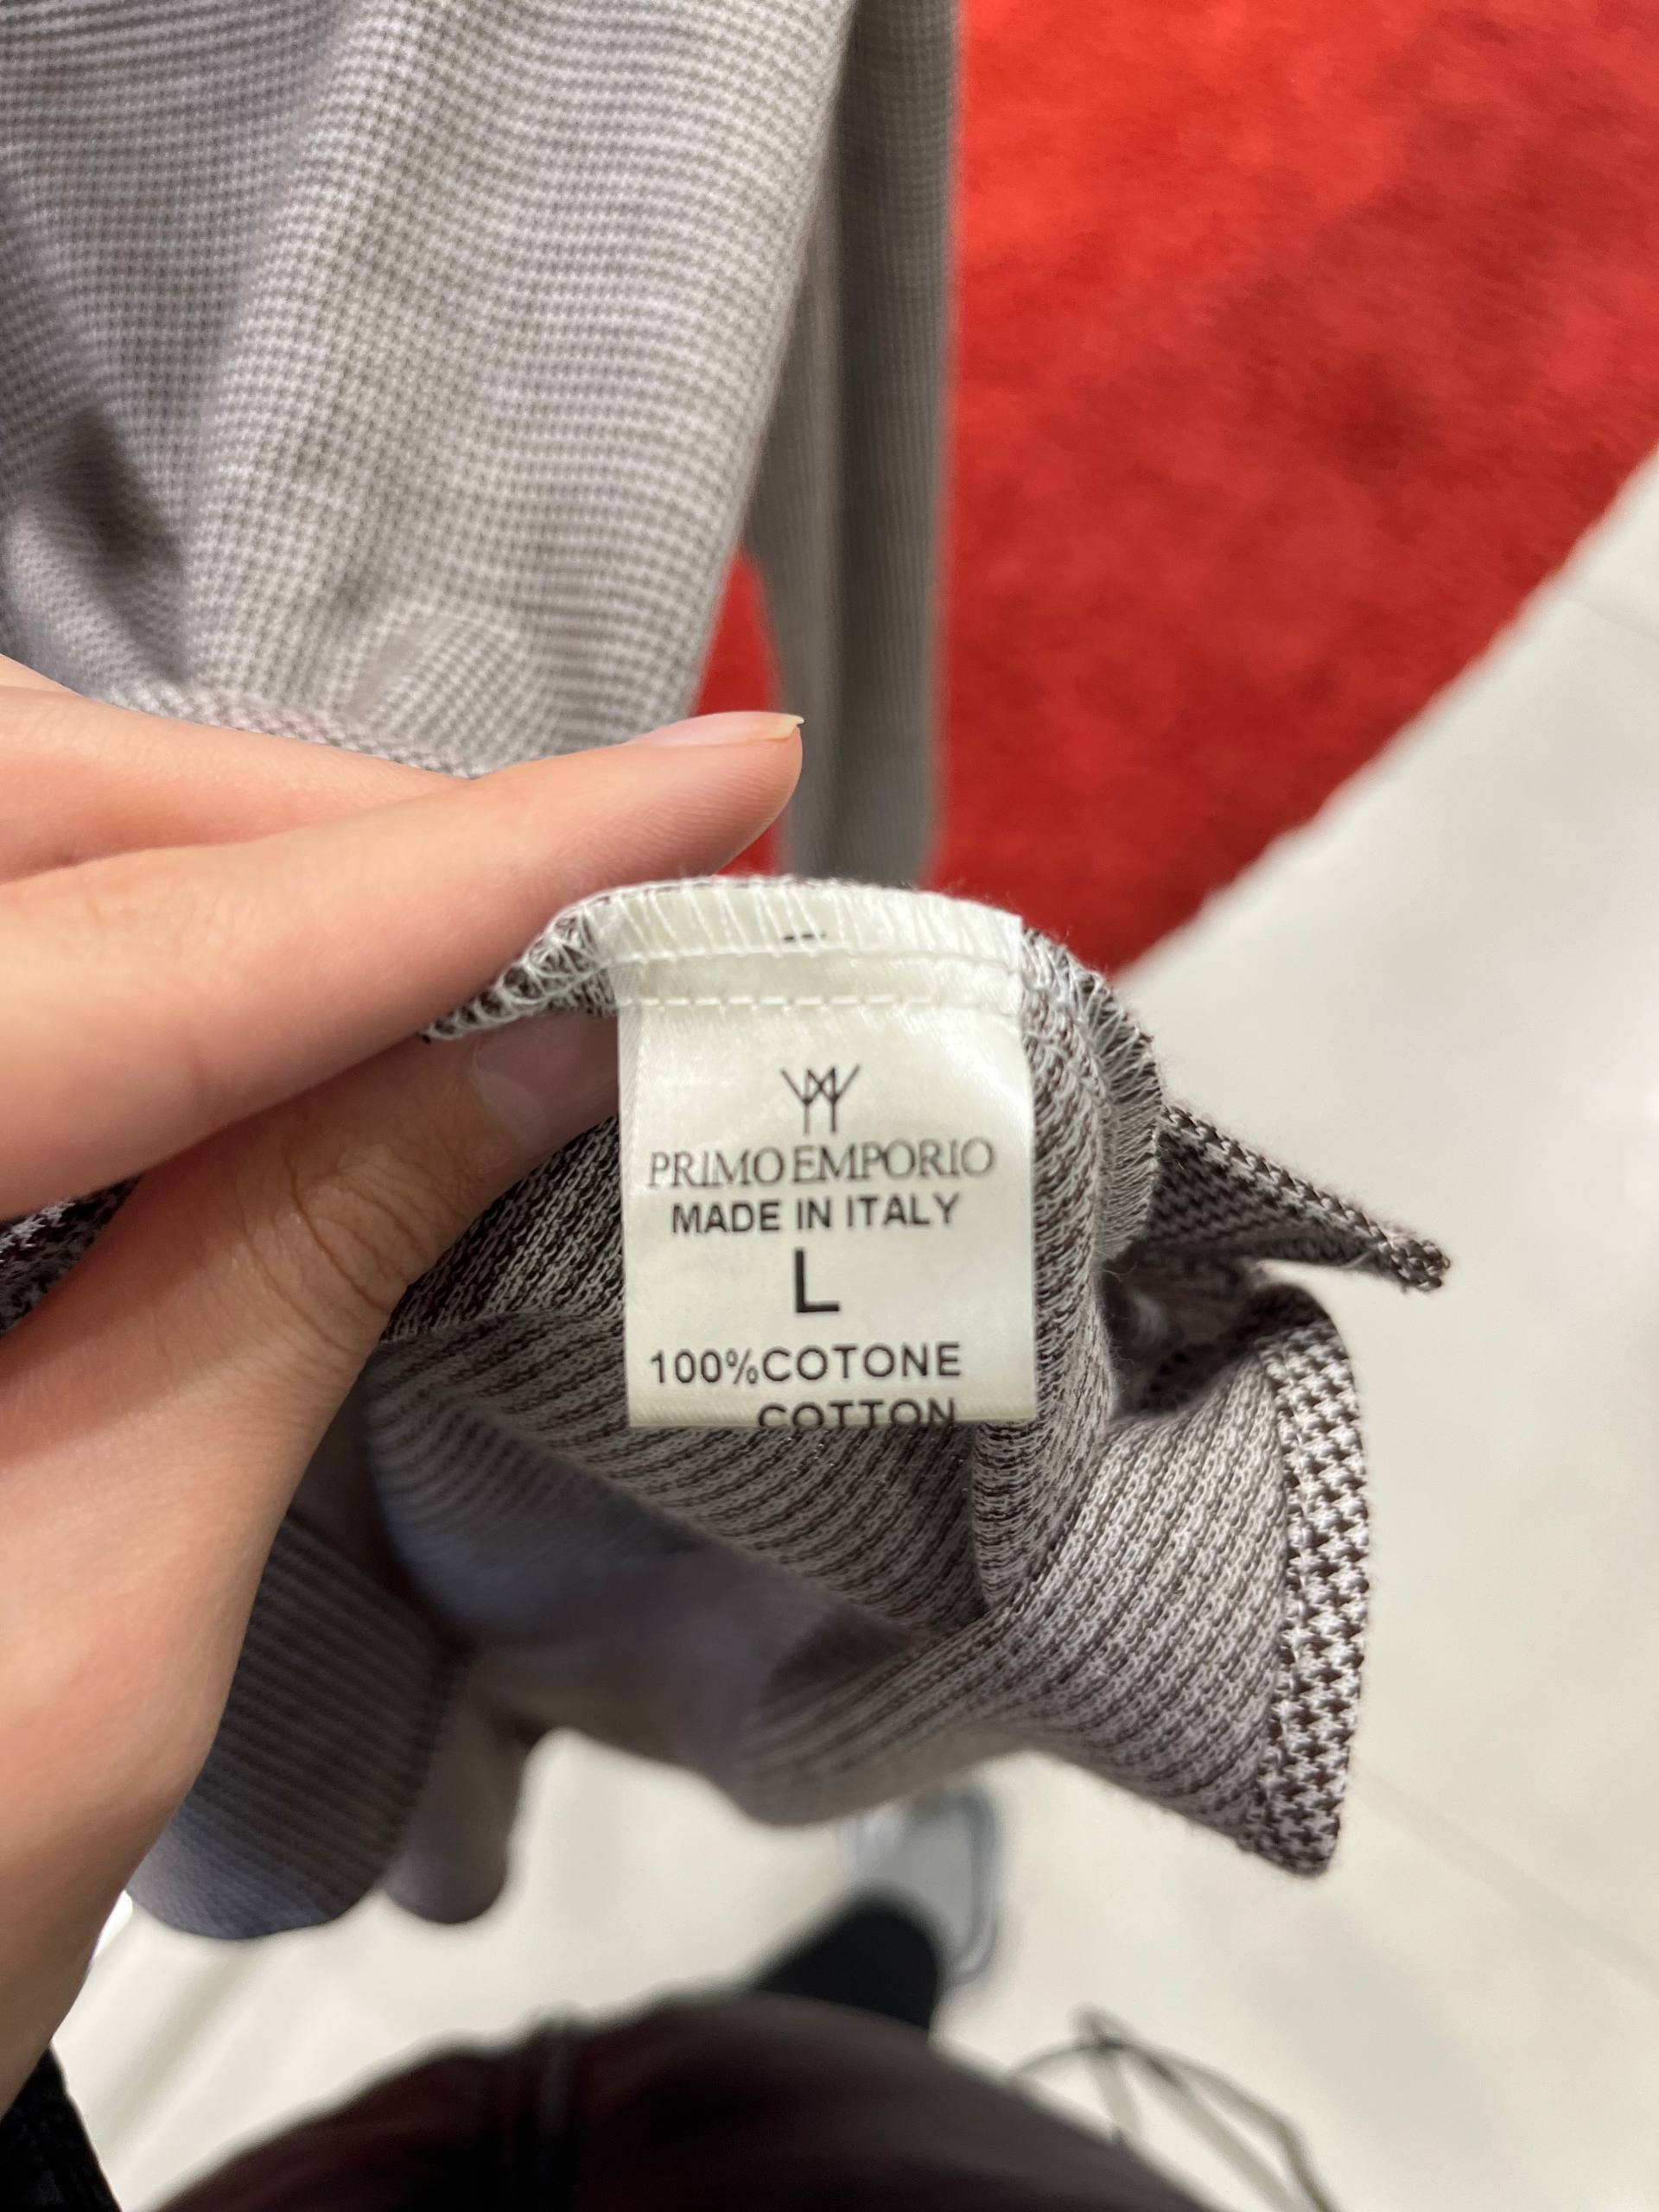 PRIMO EMPORIO
MADE IN ITALY
L
100%COTONE
COTTON